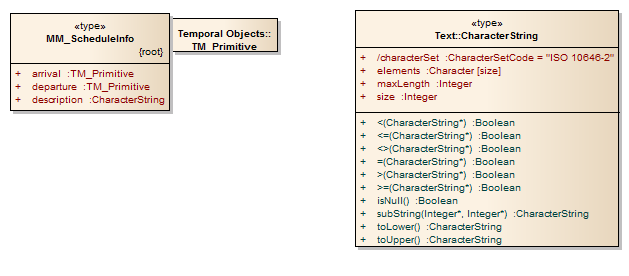 «type»
MM_ScheduleInfo
{root}
+ arrival :TM_Primitive
+ departure :TM_Primitive
+ description :CharacterString
Temporal Objects::
TM_Primitive
«type»
Text::CharacterString
+ /characterSet :CharacterSetCode = "ISO 10646-2"
+ elements :Character [size]
+ maxLength :Integer
+ size :Integer
+ <(CharacterString*) :Boolean
+ <=(CharacterString*) :Boolean
+ <>(CharacterString*) :Boolean
+ =(CharacterString*) :Boolean
+ >(CharacterString*) :Boolean
+ >=(CharacterString*) :Boolean
+ isNull() :Boolean
+ subString(Integer*, Integer*) :CharacterString
+ toLower() :CharacterString
+ toUpper() :CharacterString